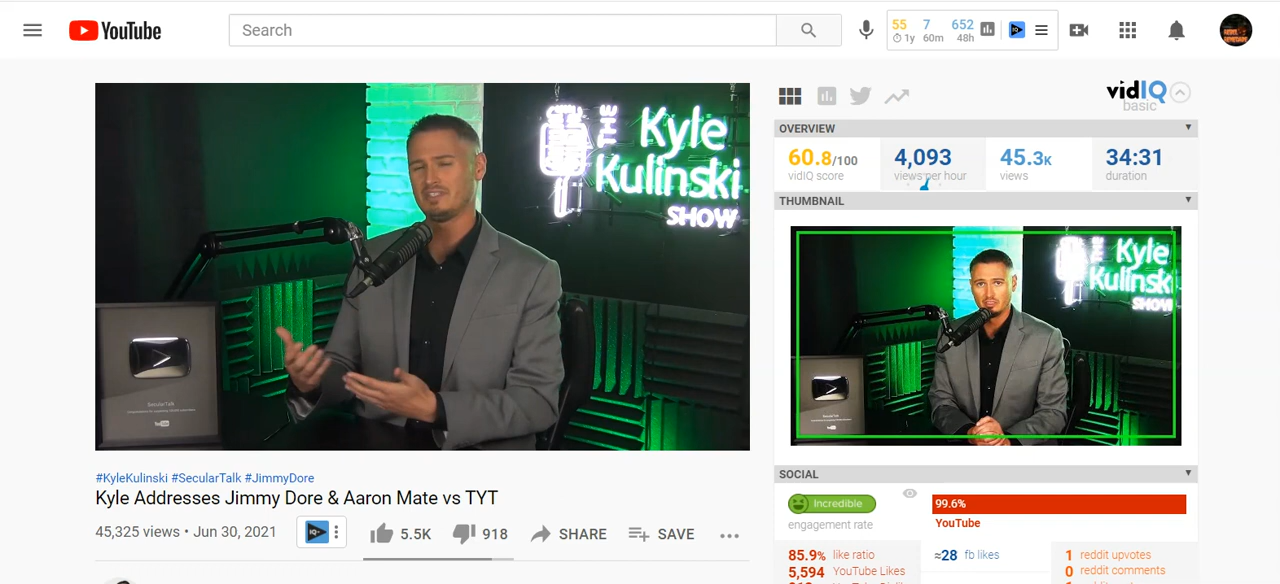 YouTube
Search
55 7 652
1y 60m 48h
IQ
THE
Kyle
Kulinski
SHOW
SecularTalk
YouTube
#KyleKulinski #SecularTalk #JimmyDore
Kyle Addresses Jimmy Dore & Aaron Mate vs TYT
45,325 views • Jun 30, 2021
IQ
5.5K 918 SHARE SAVE
vidIQ
basic
OVERVIEW
60.8/100 4,093 45.3K 34:31
vidIQ score views per hour views duration
THUMBNAIL
THE
Kyle
Kulinski
SHOW
SecularTalk
SOCIAL
Incredible
engagement rate
99.6%
YouTube
85.9% like ratio
5,594 YouTube Likes
≈28 fb likes
1 reddit upvotes
0 reddit comments